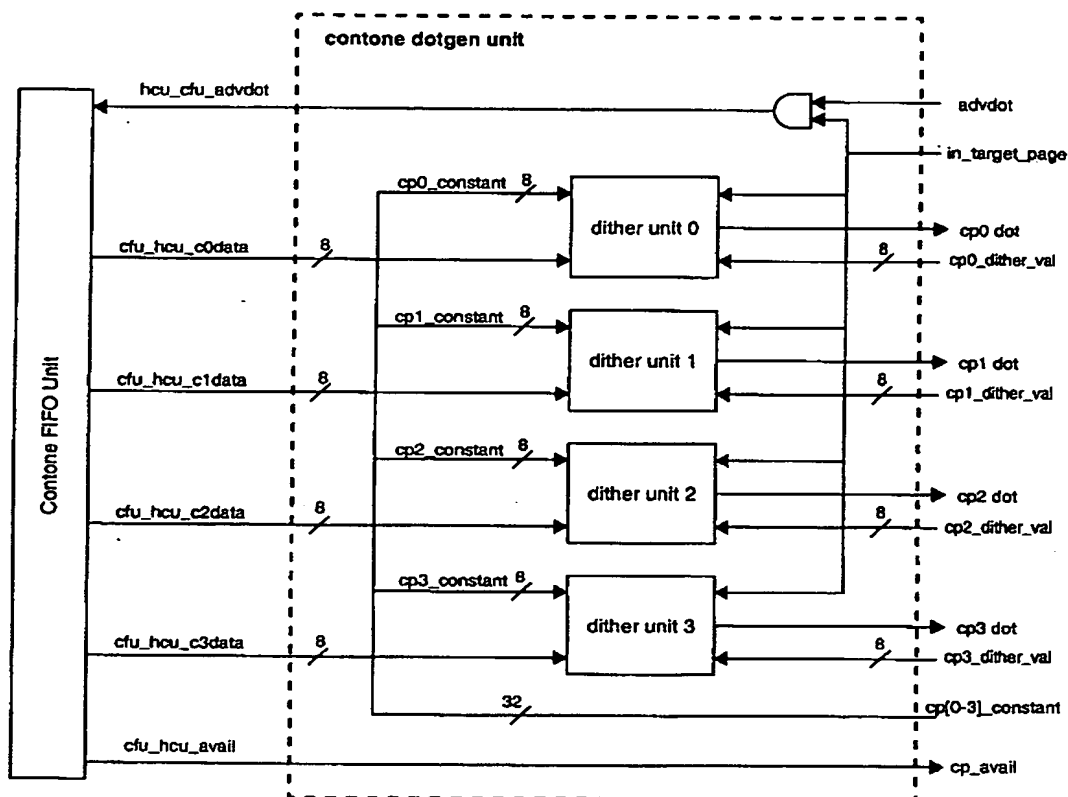 contone dotgen unit
hcu_cfu_advdot
advdot
in_target_page
cp0_constant 8
dither unit 0
cp0 dot
cfu_hcu_c0data 8
8 cp0_dither_val
cp1_constant 8
dither unit 1
cp1 dot
cfu_hcu_c1data 8
8 cp1_dither_val
Contone FIFO Unit
cp2_constant 8
dither unit 2
cp2 dot
cfu_hcu_c2data 8
8 cp2_dither_val
cp3_constant 8
dither unit 3
cp3 dot
cfu_hcu_c3data 8
8 cp3_dither_val
32 cp[0-3]_constant
cfu_hcu_avail
cp_avail